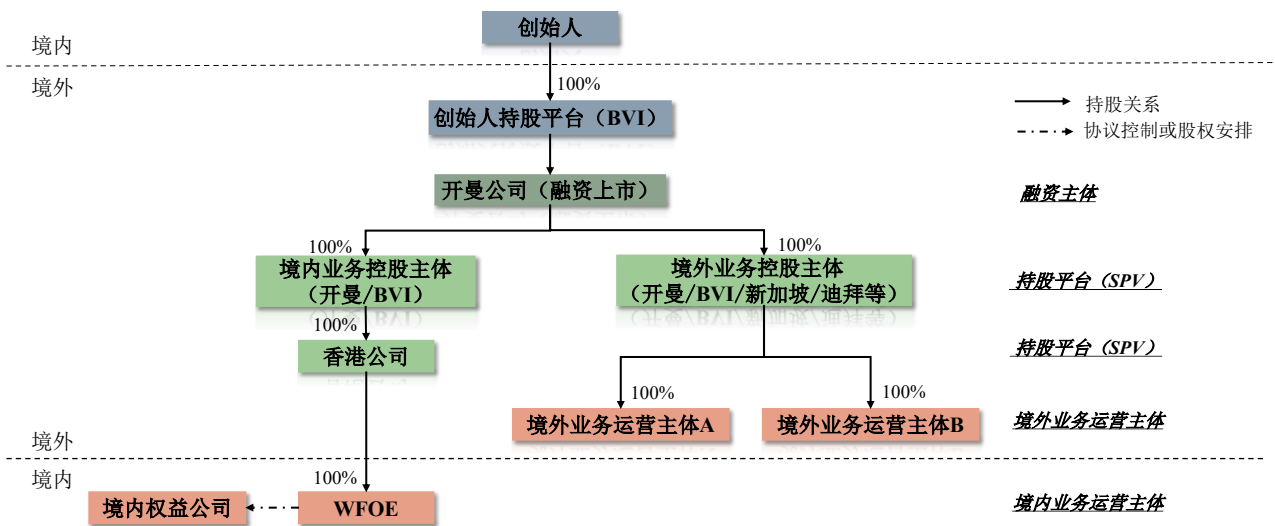 创始人
境内
境外
100%
创始人持股平台（BVI）
持股关系
协议控制或股权安排
开曼公司（融资上市）
融资主体
100%
100%
境内业务控股主体
（开曼/BVI）
境外业务控股主体
（开曼/BVI/新加坡/迪拜等）
持股平台（SPV）
100%
香港公司
持股平台（SPV）
100%
100%
境外业务运营主体A
境外业务运营主体B
境外业务运营主体
境外
境内
100%
境内权益公司
WFOE
境内业务运营主体